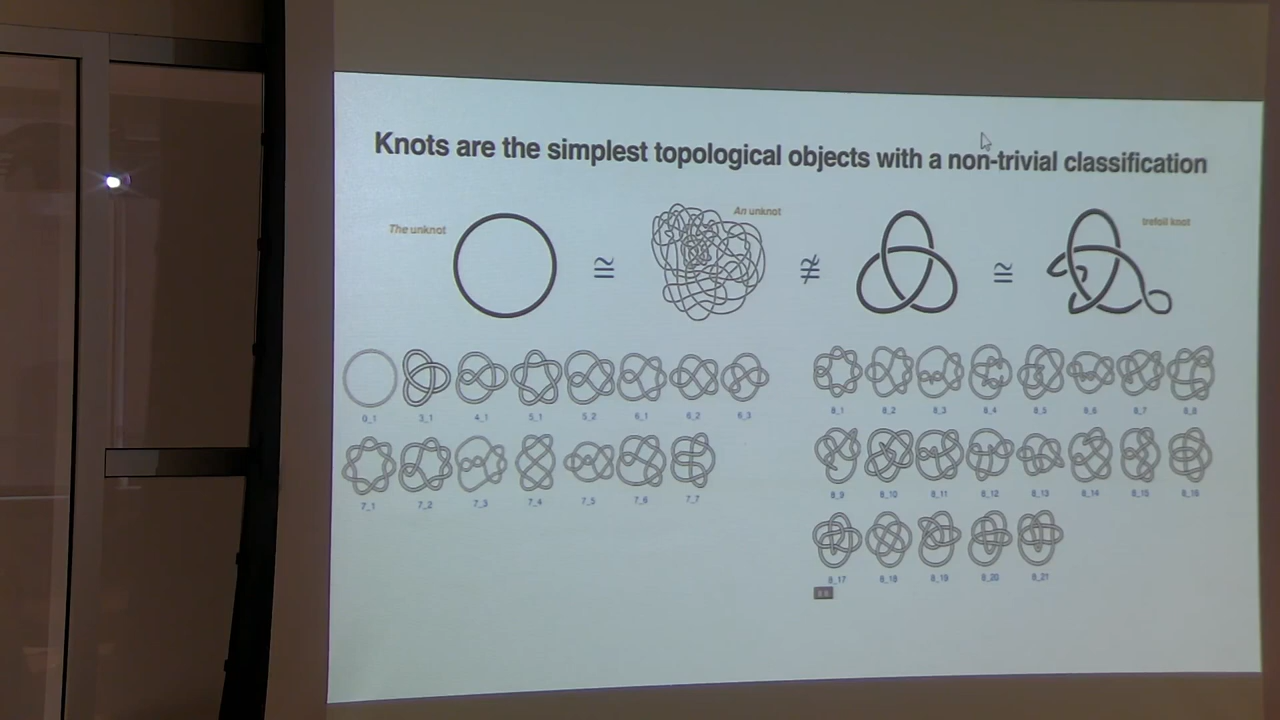 Knots are the simplest topological objects with a non-trivial classification
The unknot
≅
An unknot
≇
≅
trefoil knot
0_1 3_1 4_1 5_1 5_2 6_1 6_2 6_3
7_1 7_2 7_3 7_4 7_5 7_6 7_7
8_1 8_2 8_3 8_4 8_5 8_6 8_7 8_8
8_9 8_10 8_11 8_12 8_13 8_14 8_15 8_16
8_17 8_18 8_19 8_20 8_21